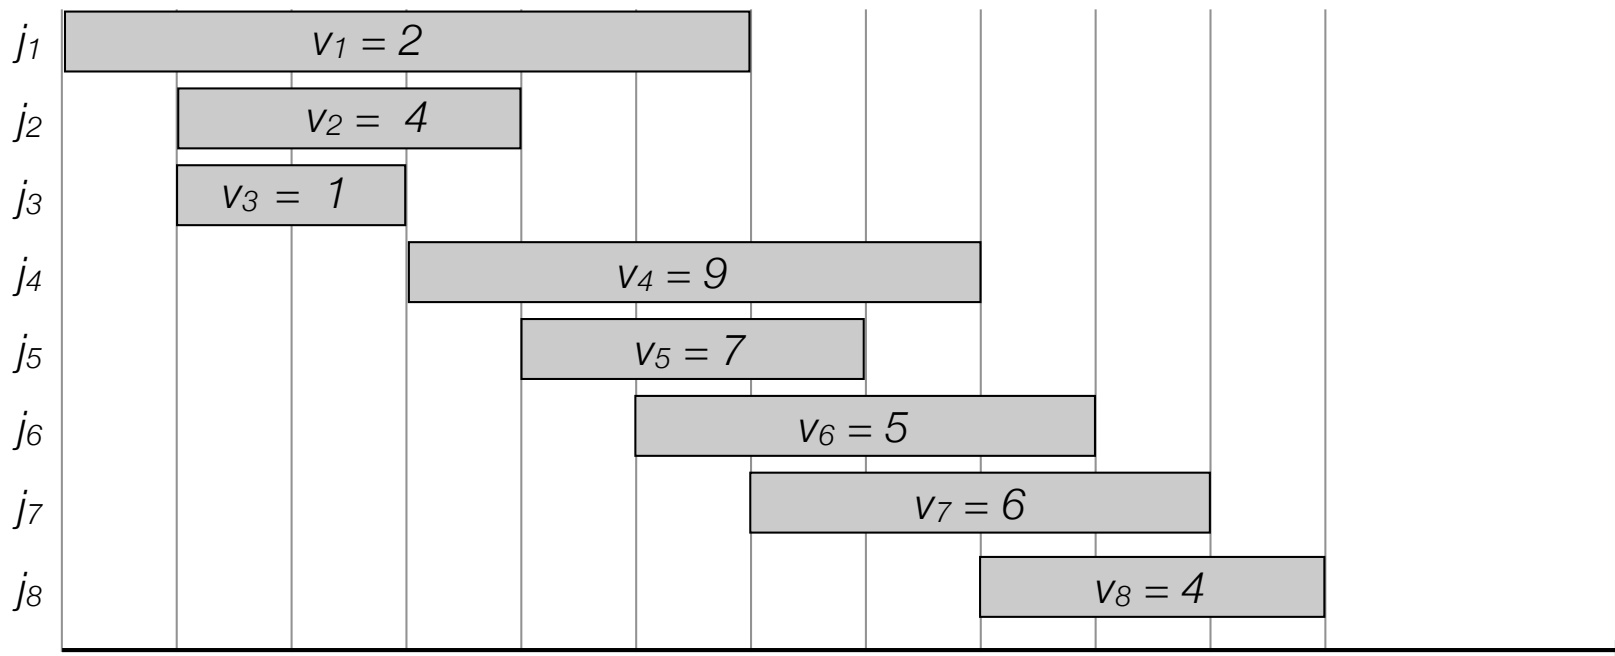 j1 v1 = 2
j2 v2 = 4
j3 v3 = 1
j4 v4 = 9
j5 v5 = 7
j6 v6 = 5
j7 v7 = 6
j8 v8 = 4